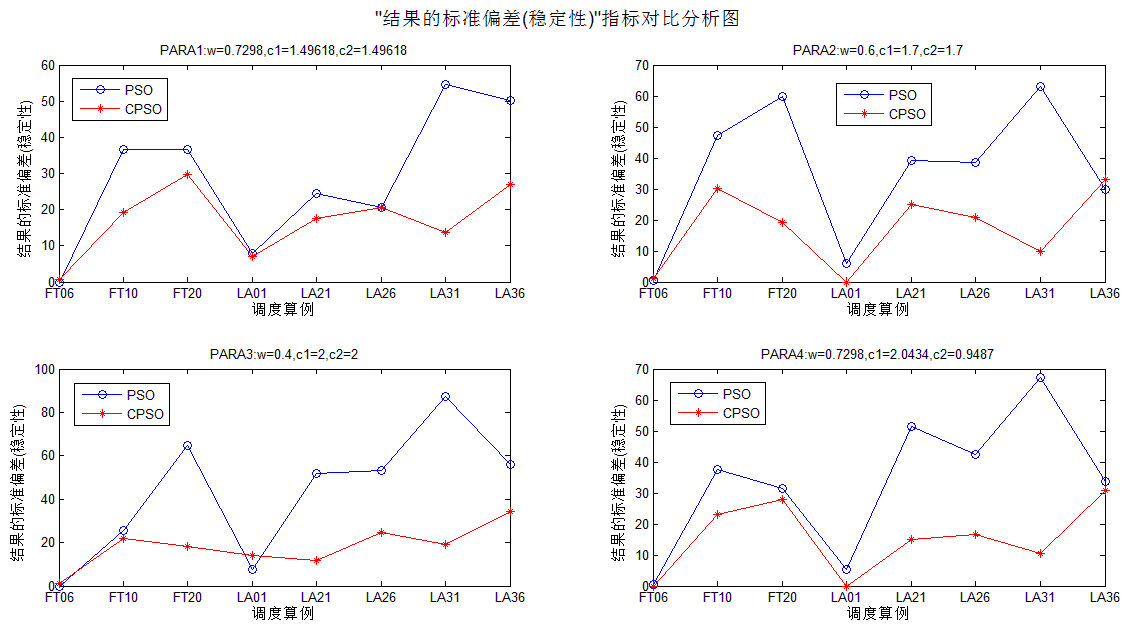 "结果的标准偏差(稳定性)"指标对比分析图
PARA1:w=0.7298,c1=1.49618,c2=1.49618
60
50
40
30
20
10
0
结果的标准偏差(稳定性)
PSO
CPSO
FT06 FT10 FT20 LA01 LA21 LA26 LA31 LA36
调度算例
PARA2:w=0.6,c1=1.7,c2=1.7
70
60
50
40
30
20
10
0
结果的标准偏差(稳定性)
PSO
CPSO
FT06 FT10 FT20 LA01 LA21 LA26 LA31 LA36
调度算例
PARA3:w=0.4,c1=2,c2=2
100
80
60
40
20
0
结果的标准偏差(稳定性)
PSO
CPSO
FT06 FT10 FT20 LA01 LA21 LA26 LA31 LA36
调度算例
PARA4:w=0.7298,c1=2.0434,c2=0.9487
70
60
50
40
30
20
10
0
结果的标准偏差(稳定性)
PSO
CPSO
FT06 FT10 FT20 LA01 LA21 LA26 LA31 LA36
调度算例